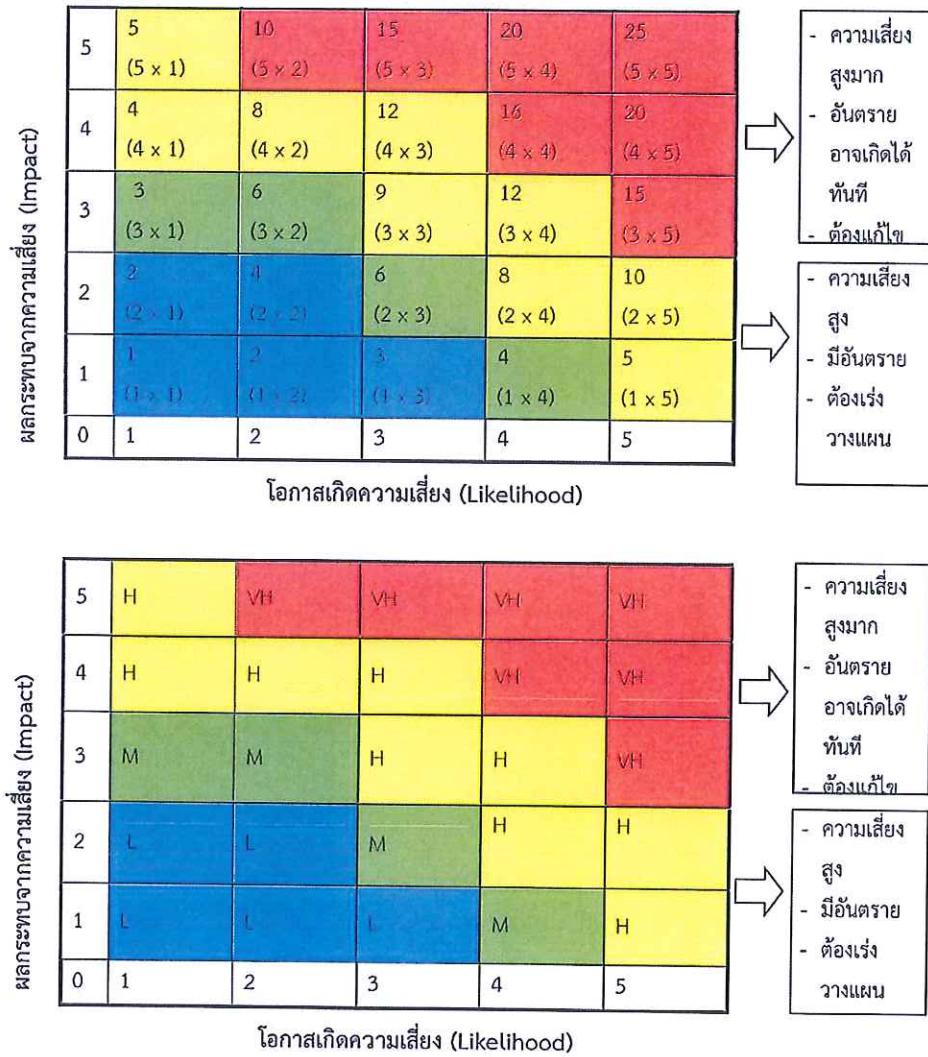 ผลกระทบจากความเสี่ยง (Impact)
5 5 10 15 20 25
(5 x 1) (5 x 2) (5 x 3) (5 x 4) (5 x 5)
4 4 8 12 16 20
(4 x 1) (4 x 2) (4 x 3) (4 x 4) (4 x 5)
3 3 6 9 12 15
(3 x 1) (3 x 2) (3 x 3) (3 x 4) (3 x 5)
2 2 4 6 8 10
(2 x 1) (2 x 2) (2 x 3) (2 x 4) (2 x 5)
1 1 2 3 4 5
(1 x 1) (1 x 2) (1 x 3) (1 x 4) (1 x 5)
0 1 2 3 4 5
โอกาสเกิดความเสี่ยง (Likelihood)
- ความเสี่ยง
สูงมาก
- อันตราย
อาจเกิดได้
ทันที
- ต้องแก้ไข
- ความเสี่ยง
สูง
- มีอันตราย
- ต้องเร่ง
วางแผน
ผลกระทบจากความเสี่ยง (Impact)
5 H VH VH VH VH
4 H H H VH VH
3 M M H H VH
2 L L M H H
1 L L L M H
0 1 2 3 4 5
โอกาสเกิดความเสี่ยง (Likelihood)
- ความเสี่ยง
สูงมาก
- อันตราย
อาจเกิดได้
ทันที
- ต้องแก้ไข
- ความเสี่ยง
สูง
- มีอันตราย
- ต้องเร่ง
วางแผน